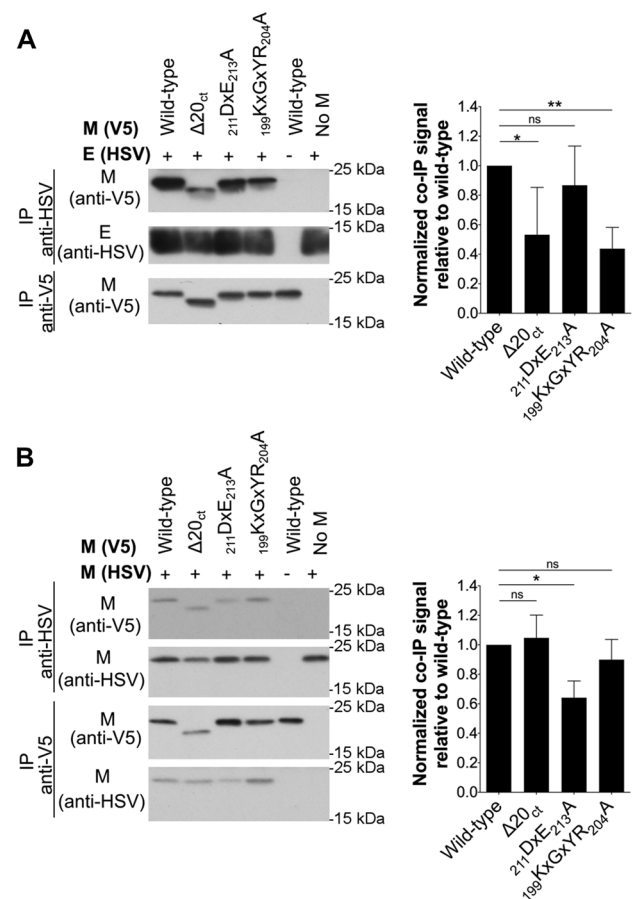 A
Wild-type
Δ20ct
211DxE213A
199KxGxYR204A
Wild-type
No M
M (V5)
E (HSV) + + + + - +
IP
anti-HSV
M
(anti-V5)
-25 kDa
-15 kDa
E
(anti-HSV)
-15 kDa
IP
anti-V5
M
(anti-V5)
-25 kDa
-15 kDa
Normalized co-IP signal
relative to wild-type
1.4
1.2
1.0
0.8
0.6
0.4
0.2
0.0
**
ns
*
Wild-type
Δ20ct
211DxE213A
199KxGxYR204A
B
Wild-type
Δ20ct
211DxE213A
199KxGxYR204A
Wild-type
No M
M (V5)
M (HSV) + + + + - +
IP
anti-HSV
M
(anti-V5)
-25 kDa
-15 kDa
M
(anti-HSV)
-25 kDa
-15 kDa
IP
anti-V5
M
(anti-V5)
-25 kDa
-15 kDa
M
(anti-HSV)
-25 kDa
-15 kDa
Normalized co-IP signal
relative to wild-type
1.4
1.2
1.0
0.8
0.6
0.4
0.2
0.0
ns
*
ns
Wild-type
Δ20ct
211DxE213A
199KxGxYR204A